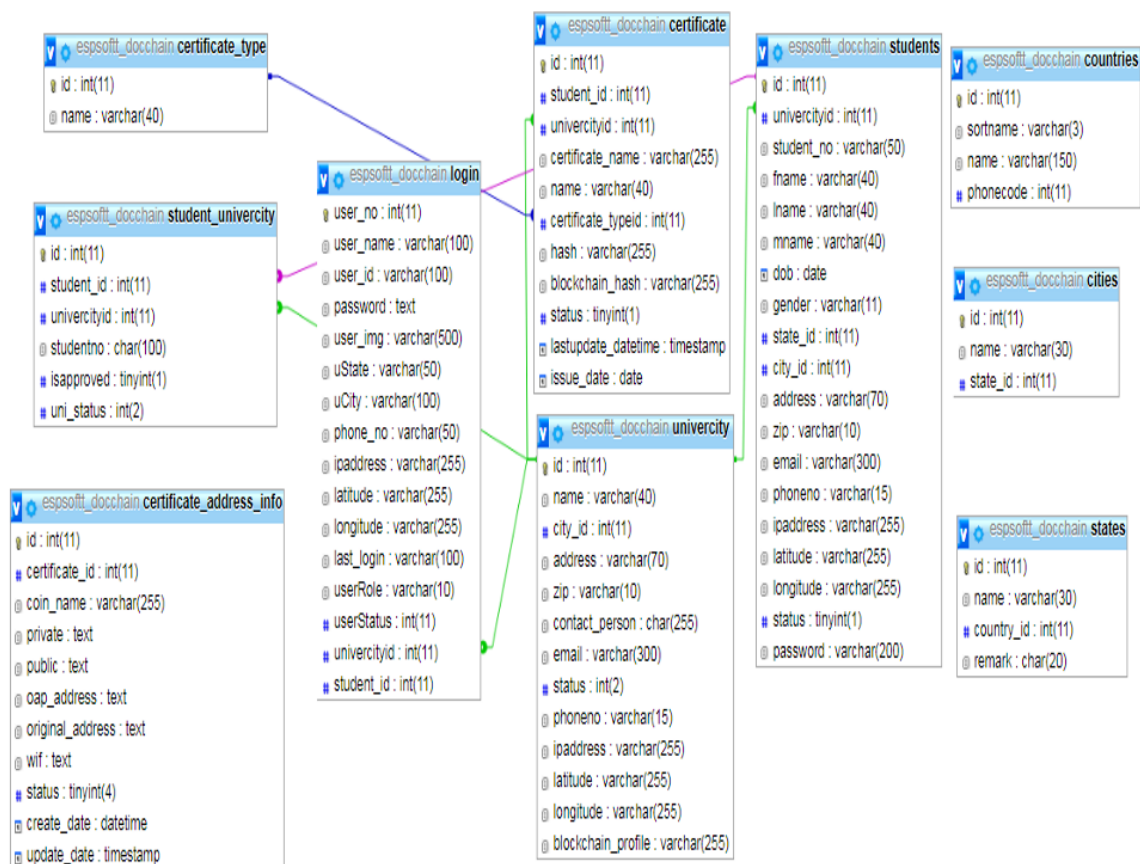 espsoftt_docchain certificate_type
id : int(11)
name : varchar(40)
espsoftt_docchain student_univercity
id : int(11)
student_id : int(11)
univercityid : int(11)
studentno : char(100)
isapproved : tinyint(1)
uni_status : int(2)
espsoftt_docchain certificate_address_info
id : int(11)
certificate_id : int(11)
coin_name : varchar(255)
private : text
public : text
oap_address : text
original_address : text
wif : text
status : tinyint(4)
create_date : datetime
update_date : timestamp
espsoftt_docchain login
user_no : int(11)
user_name : varchar(100)
user_id : varchar(100)
password : text
user_img : varchar(500)
uState : varchar(50)
uCity : varchar(100)
phone_no : varchar(50)
ipaddress : varchar(255)
latitude : varchar(255)
longitude : varchar(255)
last_login : varchar(100)
userRole : varchar(10)
userStatus : int(11)
univercityid : int(11)
student_id : int(11)
espsoftt_docchain certificate
id : int(11)
student_id : int(11)
univercityid : int(11)
certificate_name : varchar(255)
name : varchar(40)
certificate_typeid : int(11)
hash : varchar(255)
blockchain_hash : varchar(255)
status : tinyint(1)
lastupdate_datetime : timestamp
issue_date : date
espsoftt_docchain univercity
id : int(11)
name : varchar(40)
city_id : int(11)
address : varchar(70)
zip : varchar(10)
contact_person : char(255)
email : varchar(300)
status : int(2)
phoneno : varchar(15)
ipaddress : varchar(255)
latitude : varchar(255)
longitude : varchar(255)
blockchain_profile : varchar(255)
espsoftt_docchain students
id : int(11)
univercityid : int(11)
student_no : varchar(50)
fname : varchar(40)
lname : varchar(40)
mname : varchar(40)
dob : date
gender : varchar(11)
state_id : int(11)
city_id : int(11)
address : varchar(70)
zip : varchar(10)
email : varchar(300)
phoneno : varchar(15)
ipaddress : varchar(255)
latitude : varchar(255)
longitude : varchar(255)
status : tinyint(1)
password : varchar(200)
espsoftt_docchain countries
id : int(11)
sortname : varchar(3)
name : varchar(150)
phonecode : int(11)
espsoftt_docchain cities
id : int(11)
name : varchar(30)
state_id : int(11)
espsoftt_docchain states
id : int(11)
name : varchar(30)
country_id : int(11)
remark : char(20)